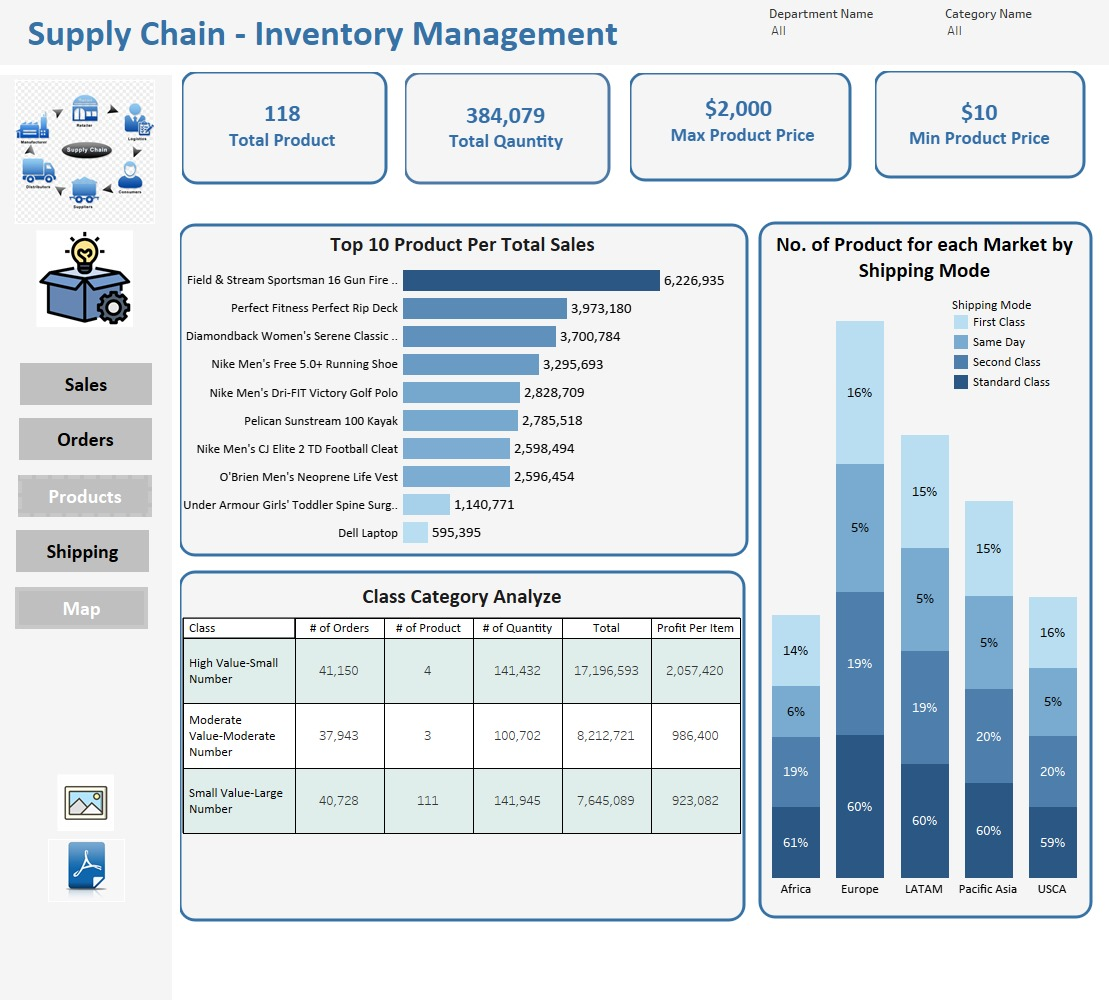 Supply Chain - Inventory Management
Department Name
All
Category Name
All
Retailer
Manufacturer
Logistics
Supply Chain
Distributors
Consumers
Suppliers
118
Total Product
384,079
Total Qauntity
$2,000
Max Product Price
$10
Min Product Price
Sales
Orders
Products
Shipping
Map
Top 10 Product Per Total Sales
Field & Stream Sportsman 16 Gun Fire .. 6,226,935
Perfect Fitness Perfect Rip Deck 3,973,180
Diamondback Women's Serene Classic .. 3,700,784
Nike Men's Free 5.0+ Running Shoe 3,295,693
Nike Men's Dri-FIT Victory Golf Polo 2,828,709
Pelican Sunstream 100 Kayak 2,785,518
Nike Men's CJ Elite 2 TD Football Cleat 2,598,494
O'Brien Men's Neoprene Life Vest 2,596,454
Under Armour Girls' Toddler Spine Surg.. 1,140,771
Dell Laptop 595,395
Class Category Analyze
Class # of Orders # of Product # of Quantity Total Profit Per Item
High Value-Small
Number
41,150 4 141,432 17,196,593 2,057,420
Moderate
Value-Moderate
Number
37,943 3 100,702 8,212,721 986,400
Small Value-Large
Number
40,728 111 141,945 7,645,089 923,082
No. of Product for each Market by
Shipping Mode
Shipping Mode
First Class
Same Day
Second Class
Standard Class
14%
6%
19%
61%
16%
5%
19%
60%
15%
5%
19%
60%
15%
5%
20%
60%
16%
5%
20%
59%
Africa Europe LATAM Pacific Asia USCA